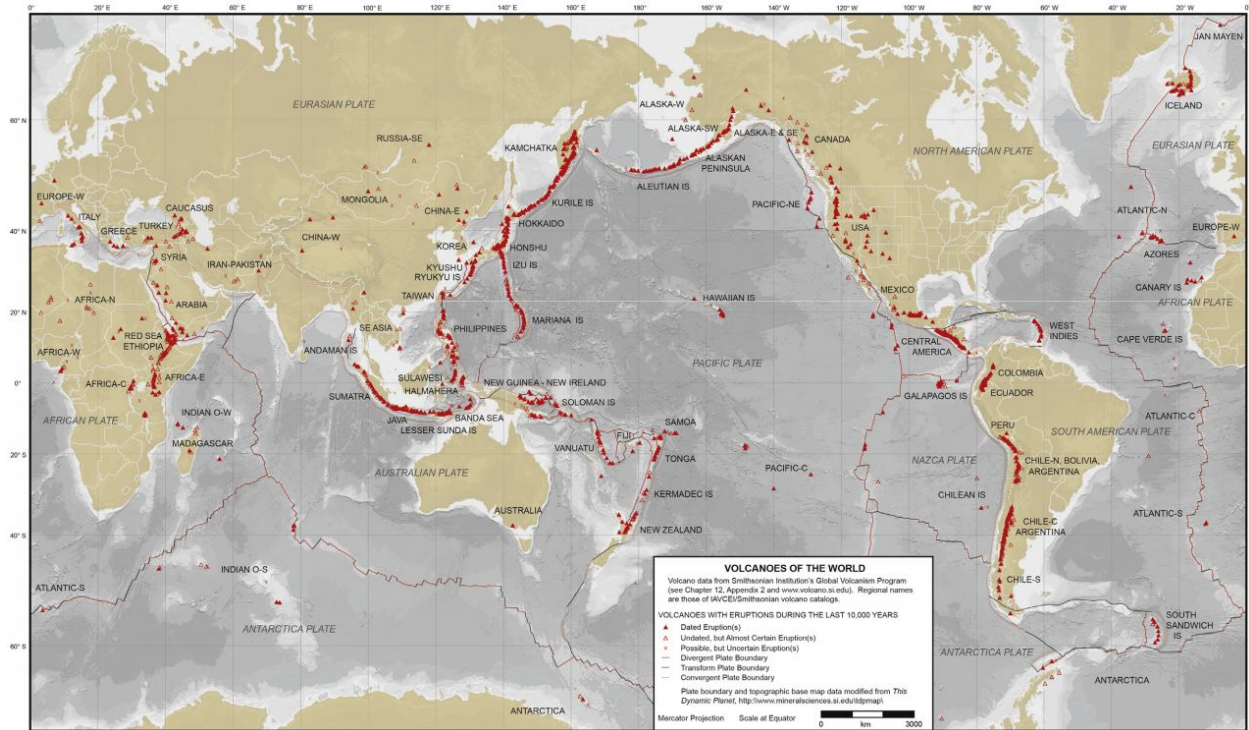 0° 20° E 40° E 60° E 80° E 100° E 120° E 140° E 160° E 180° 160° W 140° W 120° W 100° W 80° W 60° W 40° W 20° W 0°
JAN MAYEN
ICELAND
EURASIAN PLATE
ALASKA-W
60° N
RUSSIA-SE
KAMCHATKA
ALASKA-SW
ALASKA-E & SE
CANADA
NORTH AMERICAN PLATE
EURASIAN PLATE
60° N
ALASKAN
PENINSULA
ALEUTIAN IS
EUROPE-W
CAUCASUS
MONGOLIA
KURILE IS
PACIFIC-NE
ATLANTIC-N
ITALY
TURKEY
GREECE
CHINA-E
HOKKAIDO
USA
EUROPE-W
40° N
CHINA-W
KOREA
HONSHU
AZORES
40° N
SYRIA
IRAN-PAKISTAN
KYUSHU
RYUKYU IS
IZU IS
MEXICO
CANARY IS
AFRICA-N
ARABIA
TAIWAN
HAWAIIAN IS
AFRICAN PLATE
20° N
RED SEA
ETHIOPIA
SE ASIA
PHILIPPINES
MARIANA IS
WEST
INDIES
20° N
AFRICA-W
ANDAMAN IS
CENTRAL
AMERICA
CAPE VERDE IS
PACIFIC PLATE
AFRICA-C
AFRICA-E
SULAWESI
HALMAHERA
NEW GUINEA - NEW IRELAND
GALAPAGOS IS
COLOMBIA
ECUADOR
0°
0°
AFRICAN PLATE
INDIAN O-W
SUMATRA
JAVA
BANDA SEA
LESSER SUNDA IS
SOLOMAN IS
SAMOA
PERU
ATLANTIC-C
SOUTH AMERICAN PLATE
MADAGASCAR
VANUATU
FIJI
TONGA
20° S
AUSTRALIAN PLATE
PACIFIC-C
NAZCA PLATE
CHILE-N, BOLIVIA,
ARGENTINA
20° S
KERMADEC IS
CHILEAN IS
AUSTRALIA
NEW ZEALAND
CHILE-C
ARGENTINA
ATLANTIC-S
40° S
40° S
INDIAN O-S
CHILE-S
ATLANTIC-S
ANTARCTICA PLATE
SOUTH
SANDWICH
IS
60° S
ANTARCTICA PLATE
60° S
ANTARCTICA
ANTARCTICA
VOLCANOES OF THE WORLD
Volcano data from Smithsonian Institution's Global Volcanism Program
(see Chapter 12, Appendix 2 and www.volcano.si.edu). Regional names
are those of IAVCEI/Smithsonian volcano catalogs.
VOLCANOES WITH ERUPTIONS DURING THE LAST 10,000 YEARS
Dated Eruption(s)
Undated, but Almost Certain Eruption(s)
Possible, but Uncertain Eruption(s)
Divergent Plate Boundary
Transform Plate Boundary
Convergent Plate Boundary
Plate boundary and topographic base map data modified from This
Dynamic Planet, http:\\www.mineralsciences.si.edu\tdpmap\
Mercator Projection Scale at Equator 0 3000
km